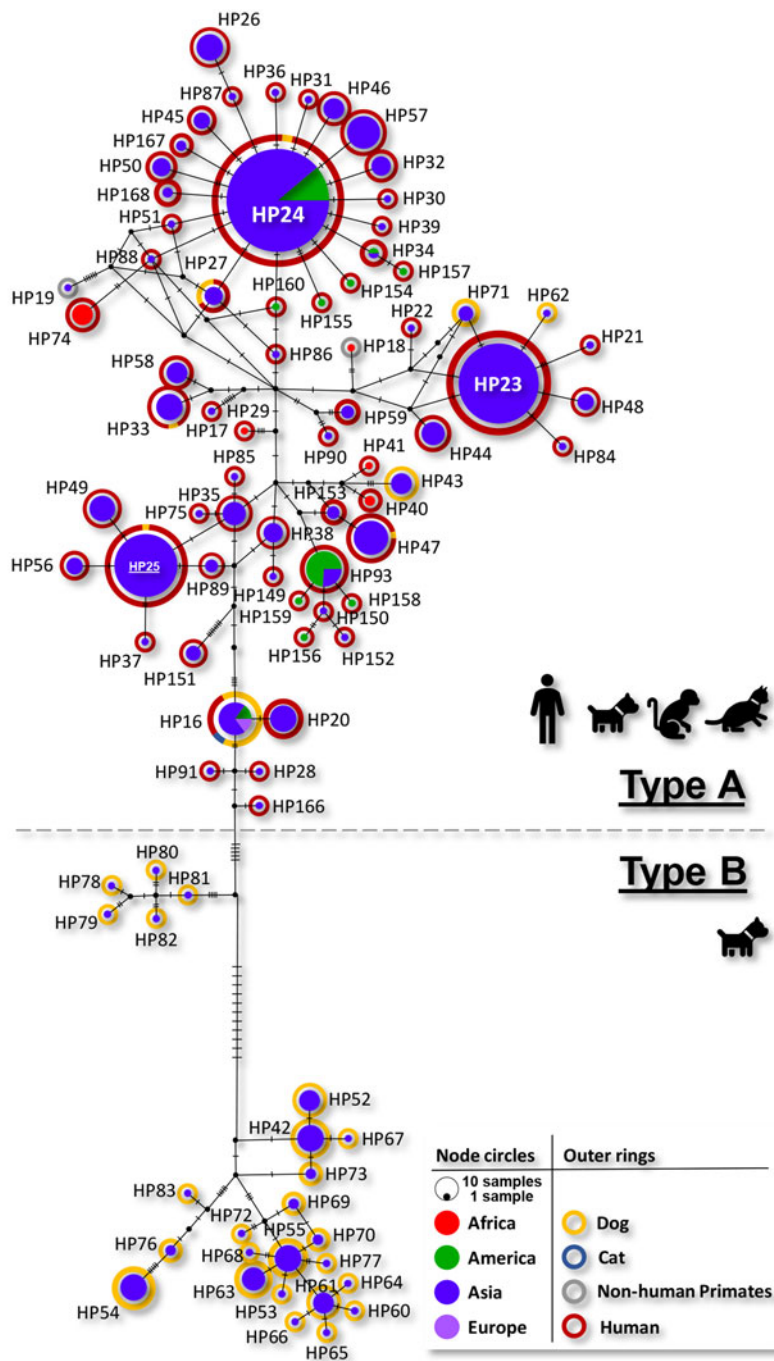 HP26
HP36
HP31
HP46
HP87
HP57
HP45
HP167
HP32
HP50
HP24
HP30
HP168
HP39
HP51
HP34
HP27
HP157
HP88
HP160
HP154
HP71
HP62
HP19
HP155
HP22
HP74
HP86
HP18
HP21
HP58
HP23
HP59
HP48
HP33
HP29
HP17
HP90
HP44
HP84
HP41
HP85
HP43
HP49
HP35
HP153
HP75
HP40
HP38
HP47
HP56
HP25
HP93
HP89
HP149
HP158
HP159
HP150
HP37
HP151
HP156
HP152
HP16
HP20
HP91
HP28
Type A
HP166
HP80
Type B
HP78
HP81
HP79
HP82
HP52
HP42
HP67
HP73
HP83
HP69
HP72
HP55
HP70
HP76
HP68
HP77
HP63
HP61
HP64
HP54
HP53
HP60
HP66
HP65
Node circles
Outer rings
10 samples
1 sample
Africa
Dog
America
Cat
Asia
Non-human Primates
Europe
Human